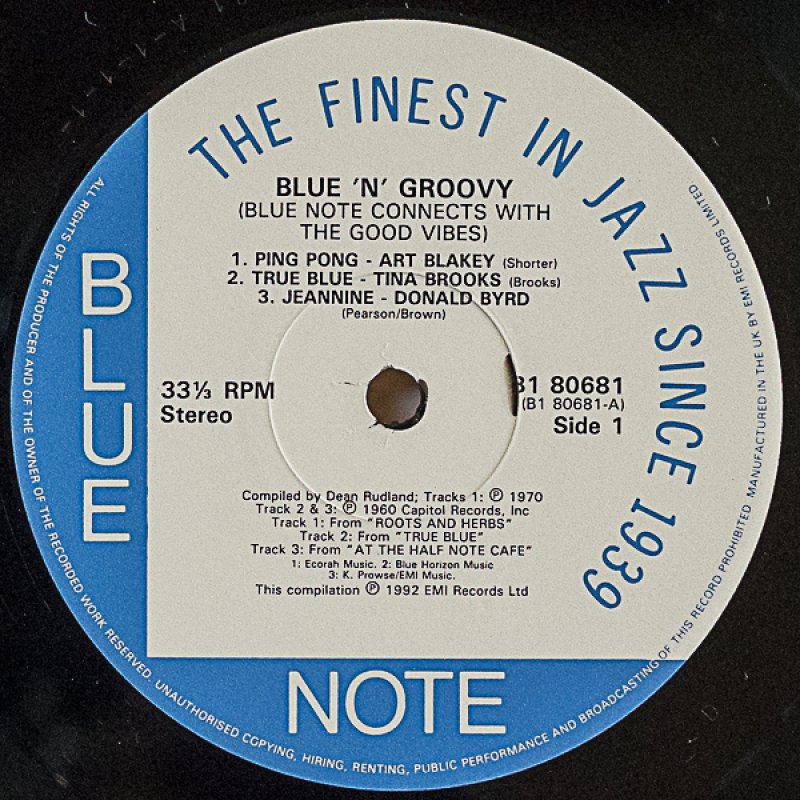 THE FINEST IN JAZZ SINCE 1939
BLUE 'N' GROOVY
(BLUE NOTE CONNECTS WITH
THE GOOD VIBES)
1. PING PONG - ART BLAKEY (Shorter)
2. TRUE BLUE - TINA BROOKS (Brooks)
3. JEANNINE - DONALD BYRD
(Pearson/Brown)
33⅓ RPM
Stereo
B1 80681
(B1 80681-A)
Side 1
Compiled by Dean Rudland; Tracks 1: ℗ 1970
Track 2 & 3: ℗ 1960 Capitol Records, Inc
Track 1: From "ROOTS AND HERBS"
Track 2: From "TRUE BLUE"
Track 3: From "AT THE HALF NOTE CAFE"
1: Ecorah Music. 2: Blue Horizon Music
3: K. Prowse/EMI Music.
This compilation ℗ 1992 EMI Records Ltd
BLUE
NOTE
ALL RIGHTS OF THE PRODUCER AND OF THE OWNER OF THE RECORDED WORK RESERVED. UNAUTHORISED COPYING, HIRING, RENTING, PUBLIC PERFORMANCE AND BROADCASTING OF THIS RECORD PROHIBITED. MANUFACTURED IN THE UK BY EMI RECORDS LIMITED